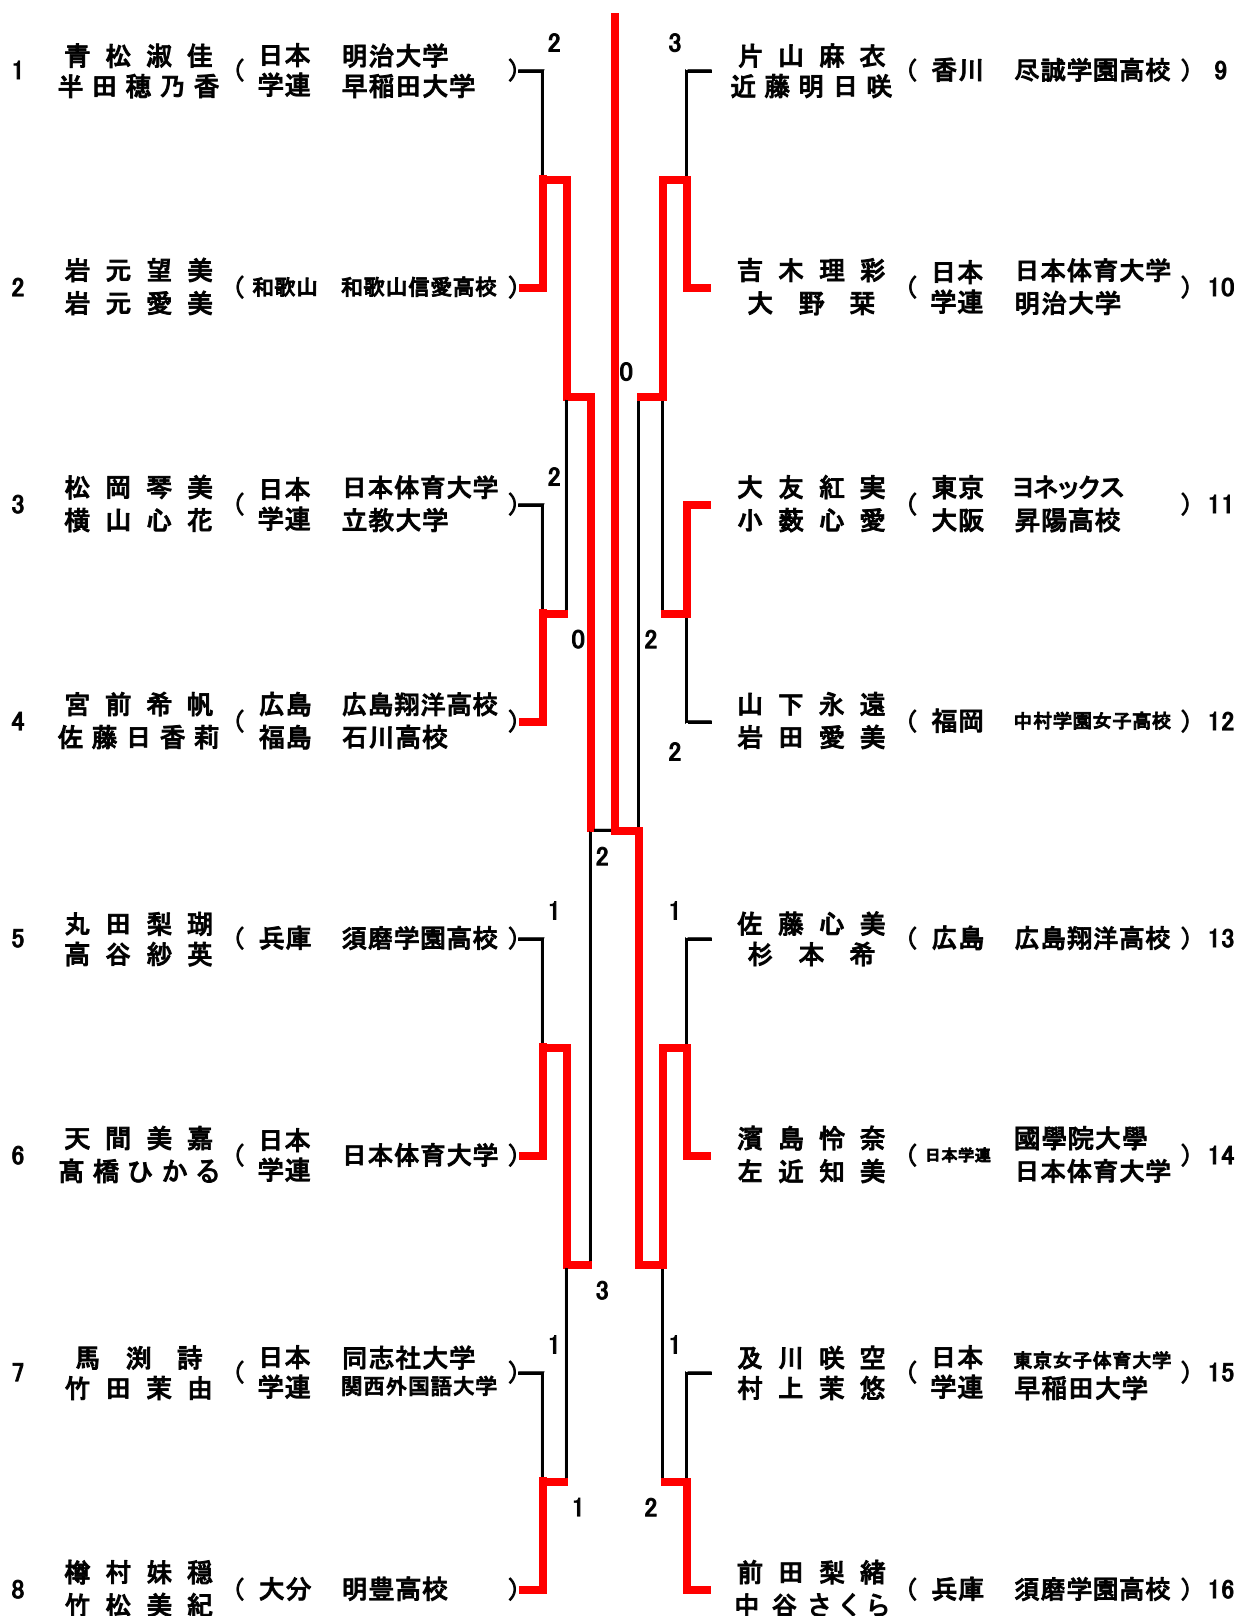 1 青松淑佳 半田穂乃香 ( 日本学連 明治大学 早稲田大学 )
2
2 岩元望美 岩元愛美 ( 和歌山 和歌山信愛高校 )
3 松岡琴美 横山心花 ( 日本学連 日本体育大学 立教大学 )
2
0
4 宮前希帆 佐藤日香莉 ( 広島 福島 広島翔洋高校 石川高校 )
2
5 丸田梨瑚 高谷紗英 ( 兵庫 須磨学園高校 )
1
6 天間美嘉 髙橋ひかる ( 日本学連 日本体育大学 )
3
7 馬渕詩 竹田茉由 ( 日本学連 同志社大学 関西外国語大学 )
1
1
8 樽村妹穏 竹松美紀 ( 大分 明豊高校 )
3
片山麻衣 近藤明日咲 ( 香川 尽誠学園高校 ) 9
吉木理彩 大野栞 ( 日本学連 日本体育大学 明治大学 ) 10
0
大友紅実 小薮心愛 ( 東京 大阪 ヨネックス 昇陽高校 ) 11
2
山下永遠 岩田愛美 ( 福岡 中村学園女子高校 ) 12
2
1
佐藤心美 杉本希 ( 広島 広島翔洋高校 ) 13
濱島怜奈 左近知美 ( 日本学連 國學院大學 日本体育大学 ) 14
1
及川咲空 村上茉悠 ( 日本学連 東京女子体育大学 早稲田大学 ) 15
2
前田梨緒 中谷さくら ( 兵庫 須磨学園高校 ) 16